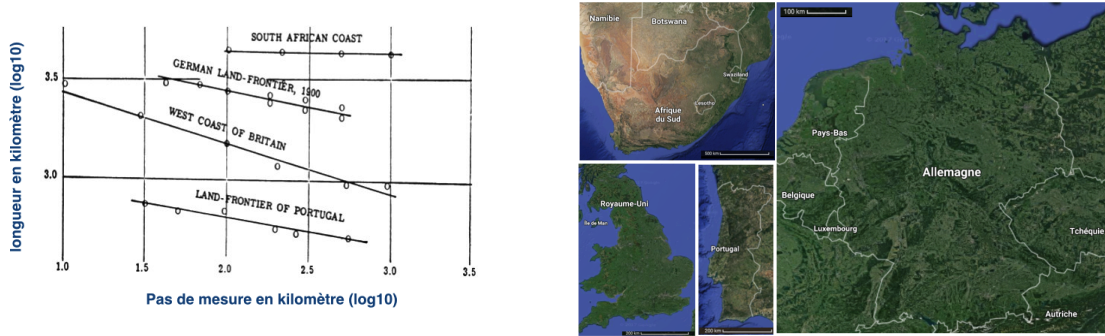 longueur en kilomètre (log10)
3.5
3.0
SOUTH AFRICAN COAST
GERMAN LAND-FRONTIER, 1900
WEST COAST OF BRITAIN
LAND-FRONTIER OF PORTUGAL
1.0 1.5 2.0 2.5 3.0 3.5
Pas de mesure en kilomètre (log10)
Namibie
Botswana
Swaziland
Lesotho
Afrique
du Sud
500 km
Royaume-Uni
Île de Man
200 km
Portugal
200 km
100 km
Pays-Bas
Allemagne
Belgique
Luxembourg
Tchéquie
Autriche